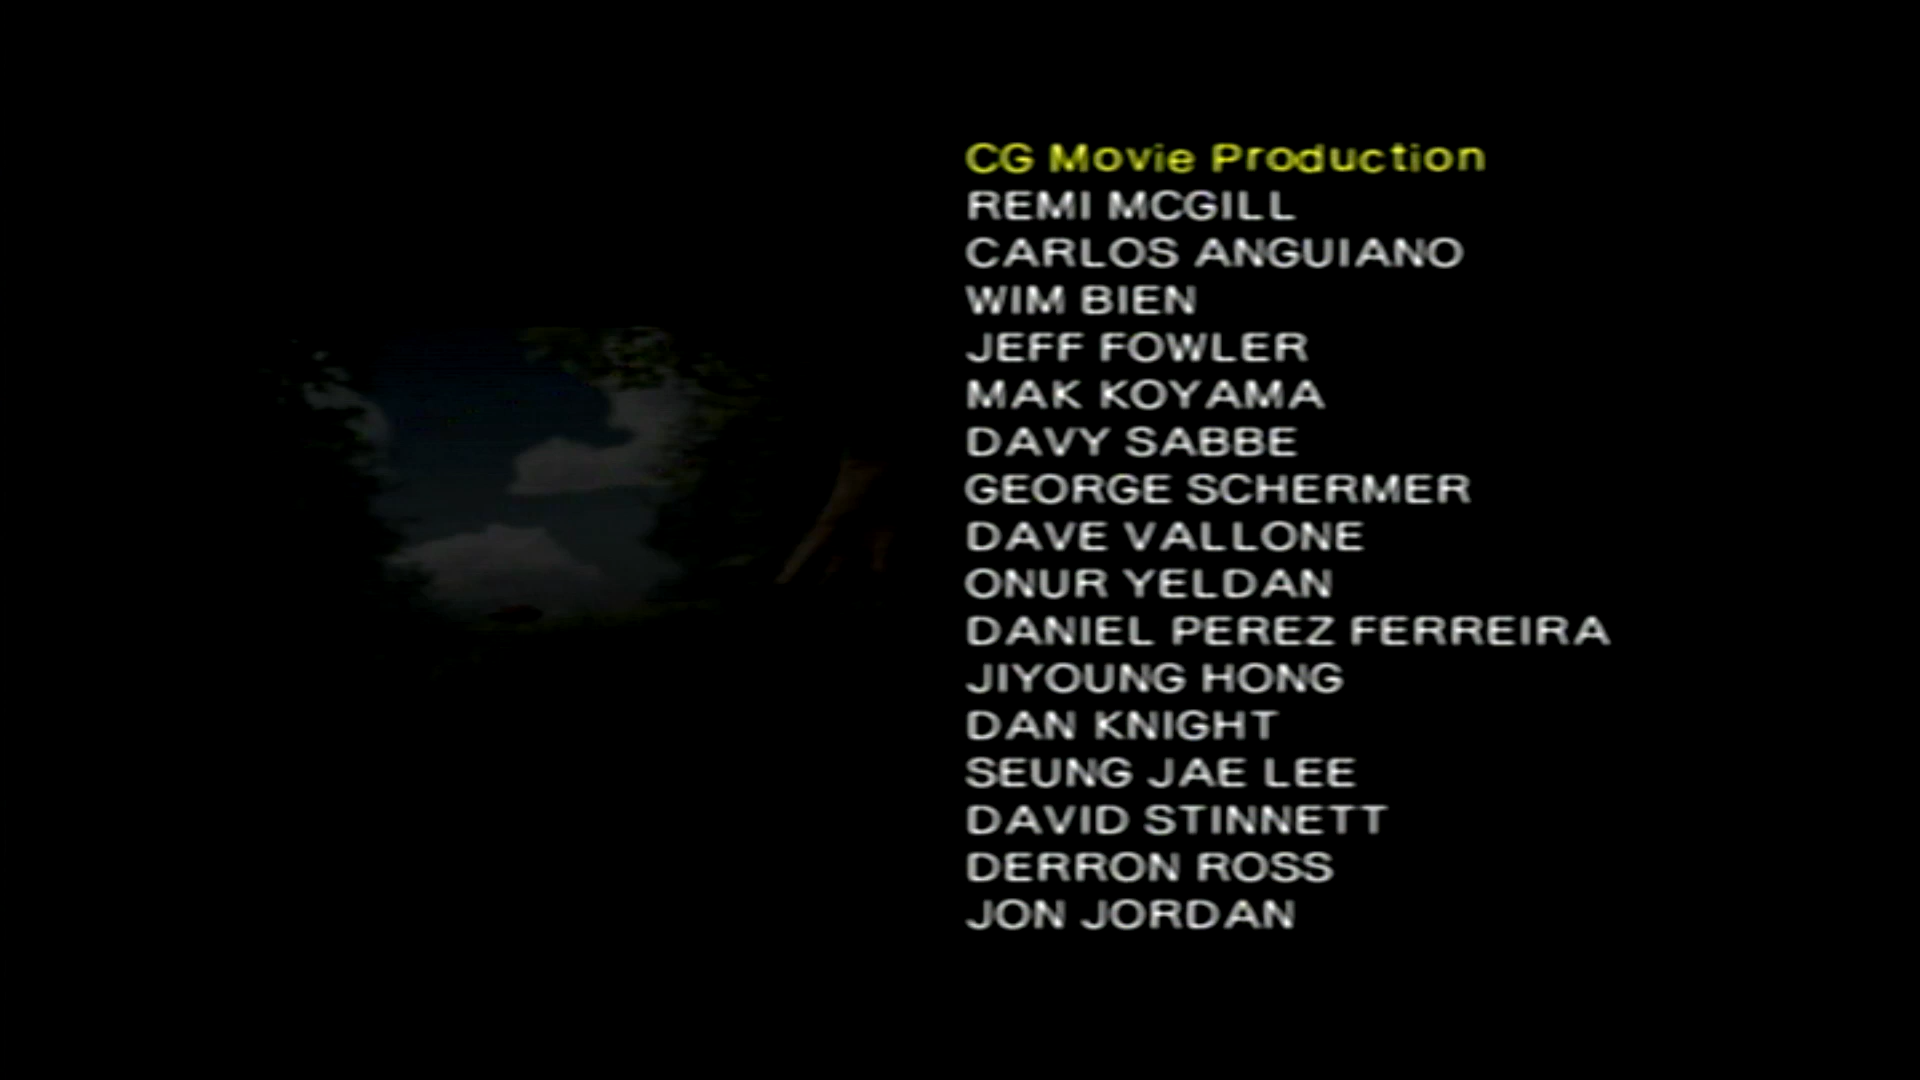 CG Movie Production
REMI MCGILL
CARLOS ANGUIANO
WIM BIEN
JEFF FOWLER
MAK KOYAMA
DAVY SABBE
GEORGE SCHERMER
DAVE VALLONE
ONUR YELDAN
DANIEL PEREZ FERREIRA
JIYOUNG HONG
DAN KNIGHT
SEUNG JAE LEE
DAVID STINNETT
DERRON ROSS
JON JORDAN